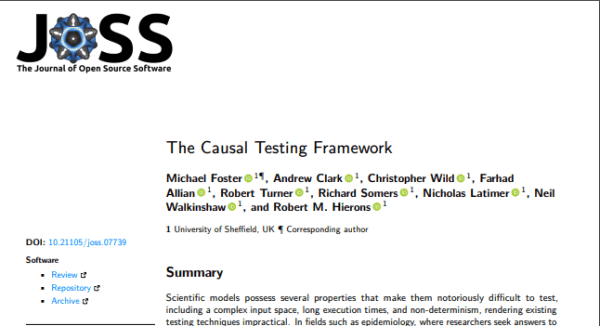 JOSS
The Journal of Open Source Software
The Causal Testing Framework
Michael Foster 1¶, Andrew Clark 1, Christopher Wild 1, Farhad
Allian 1, Robert Turner 1, Richard Somers 1, Nicholas Latimer 1, Neil
Walkinshaw 1, and Robert M. Hierons 1
1 University of Sheffield, UK ¶ Corresponding author
DOI: 10.21105/joss.07739
Software
▪ Review
▪ Repository
▪ Archive
Summary
Scientific models possess several properties that make them notoriously difficult to test,
including a complex input space, long execution times, and non-determinism, rendering existing
testing techniques impractical. In fields such as epidemiology, where researchers seek answers to